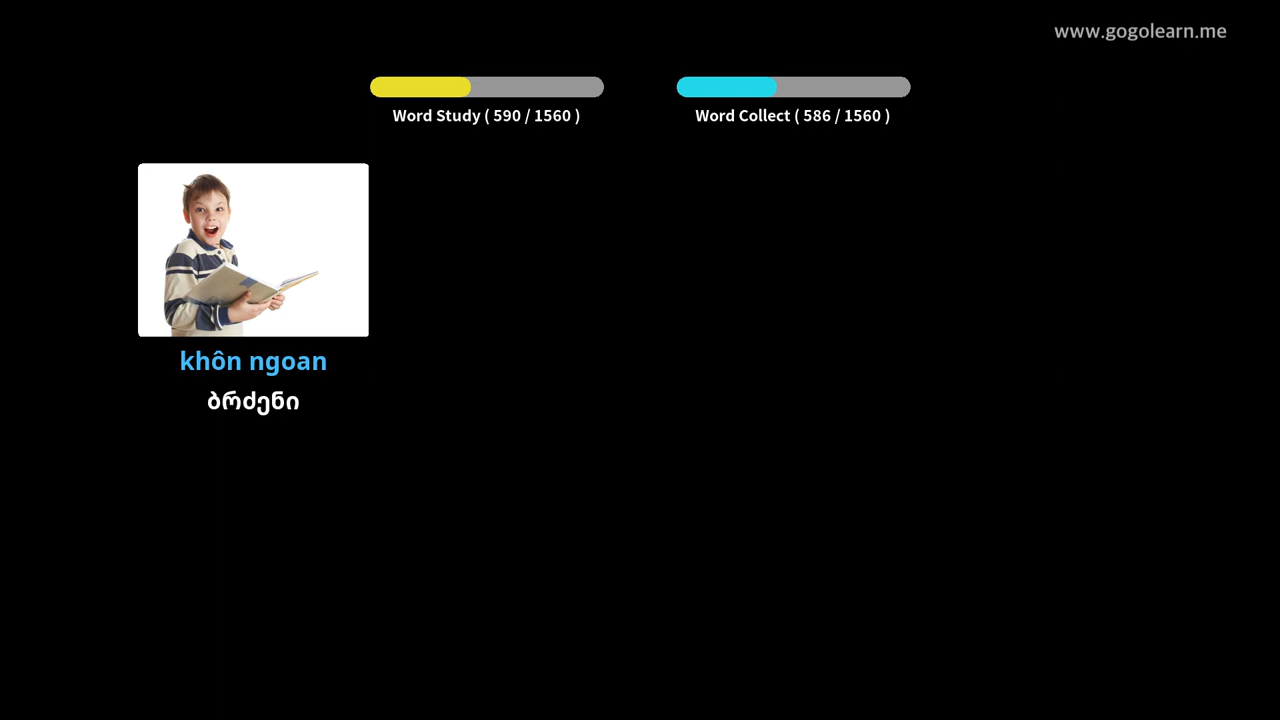 www.gogolearn.me
Word Study ( 590 / 1560 )
Word Collect ( 586 / 1560 )
khôn ngoan
ბრძენი